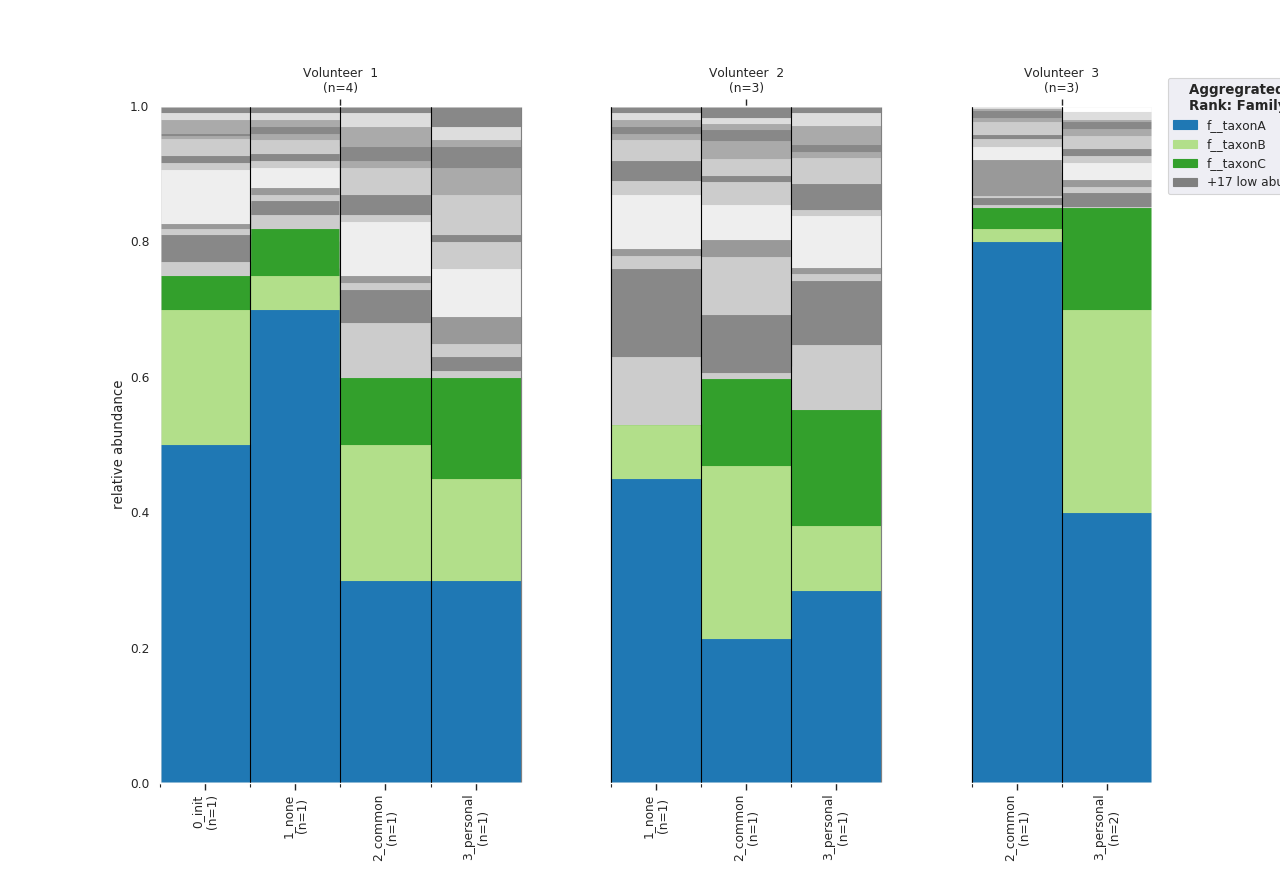 Volunteer 1
(n=4)
Volunteer 2
(n=3)
Volunteer 3
(n=3)
Aggregrated
Rank: Family
f__taxonA
f__taxonB
f__taxonC
+17 low abu
relative abundance
1.0
0.8
0.6
0.4
0.2
0.0
0_init
(n=1)
1_none
(n=1)
2_common
(n=1)
3_personal
(n=1)
1_none
(n=1)
2_common
(n=1)
3_personal
(n=1)
2_common
(n=1)
3_personal
(n=2)